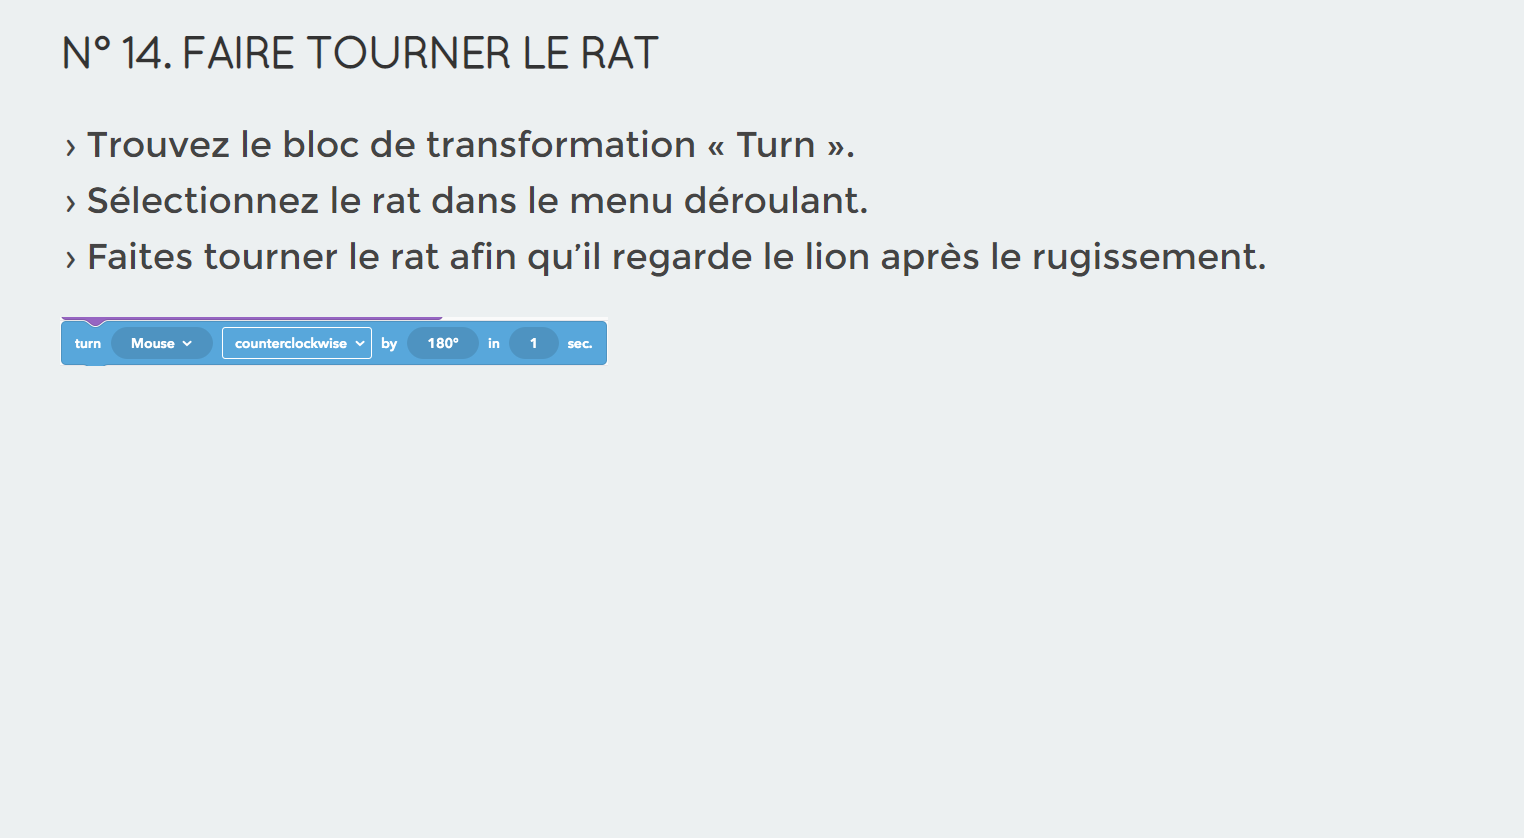 N° 14. FAIRE TOURNER LE RAT
› Trouvez le bloc de transformation « Turn ».
› Sélectionnez le rat dans le menu déroulant.
› Faites tourner le rat afin qu’il regarde le lion après le rugissement.
turn Mouse counterclockwise by 180° in 1 sec.